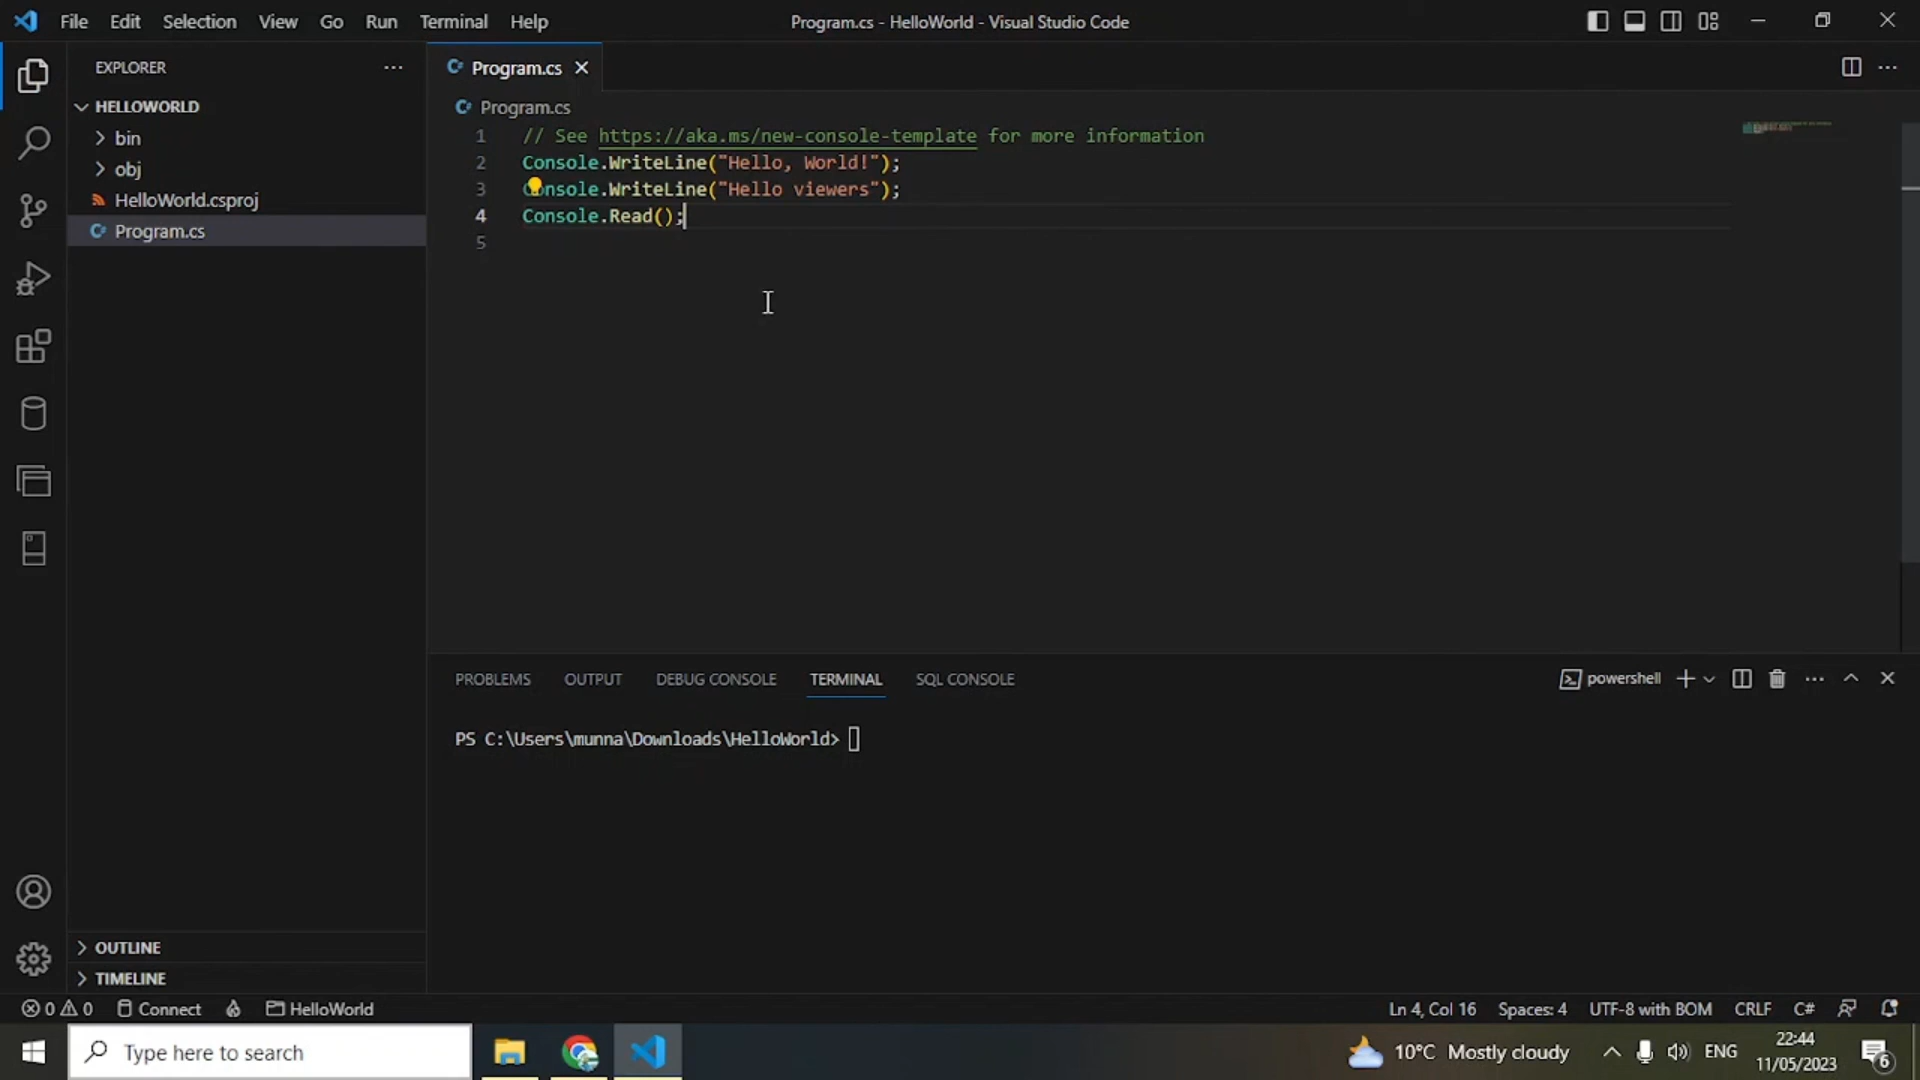 File Edit Selection View Go Run Terminal Help
Program.cs - HelloWorld - Visual Studio Code
EXPLORER
HELLOWORLD
bin
obj
HelloWorld.csproj
Program.cs
OUTLINE
TIMELINE
Program.cs
Program.cs
1 // See https://aka.ms/new-console-template for more information
2 Console.WriteLine("Hello, World!");
3 Console.WriteLine("Hello viewers");
4 Console.Read();
5
PROBLEMS OUTPUT DEBUG CONSOLE TERMINAL SQL CONSOLE
powershell
PS C:\Users\munna\Downloads\HelloWorld>
0 0 Connect HelloWorld
Ln 4, Col 16 Spaces: 4 UTF-8 with BOM CRLF C#
Type here to search
10°C Mostly cloudy
ENG
22:44
11/05/2023
6